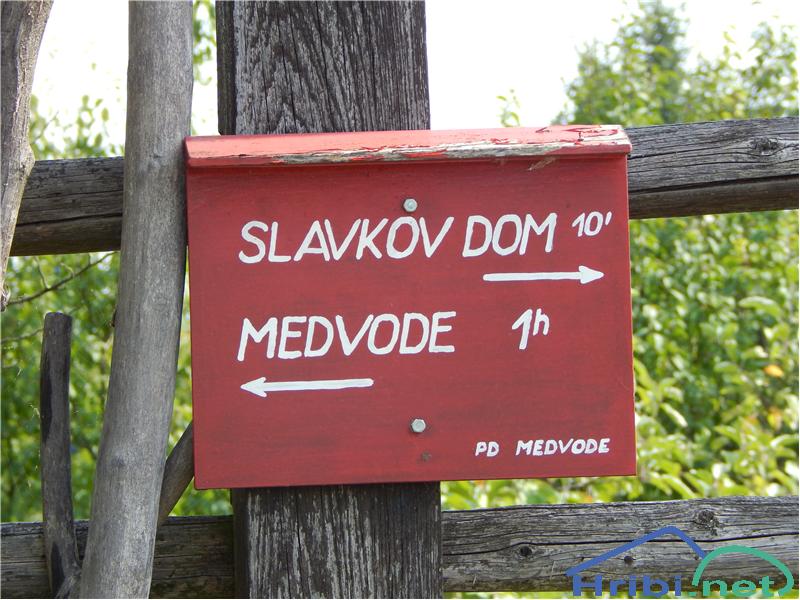 SLAVKOV DOM 10'
MEDVODE 1h
PD MEDVODE
Hribi.net